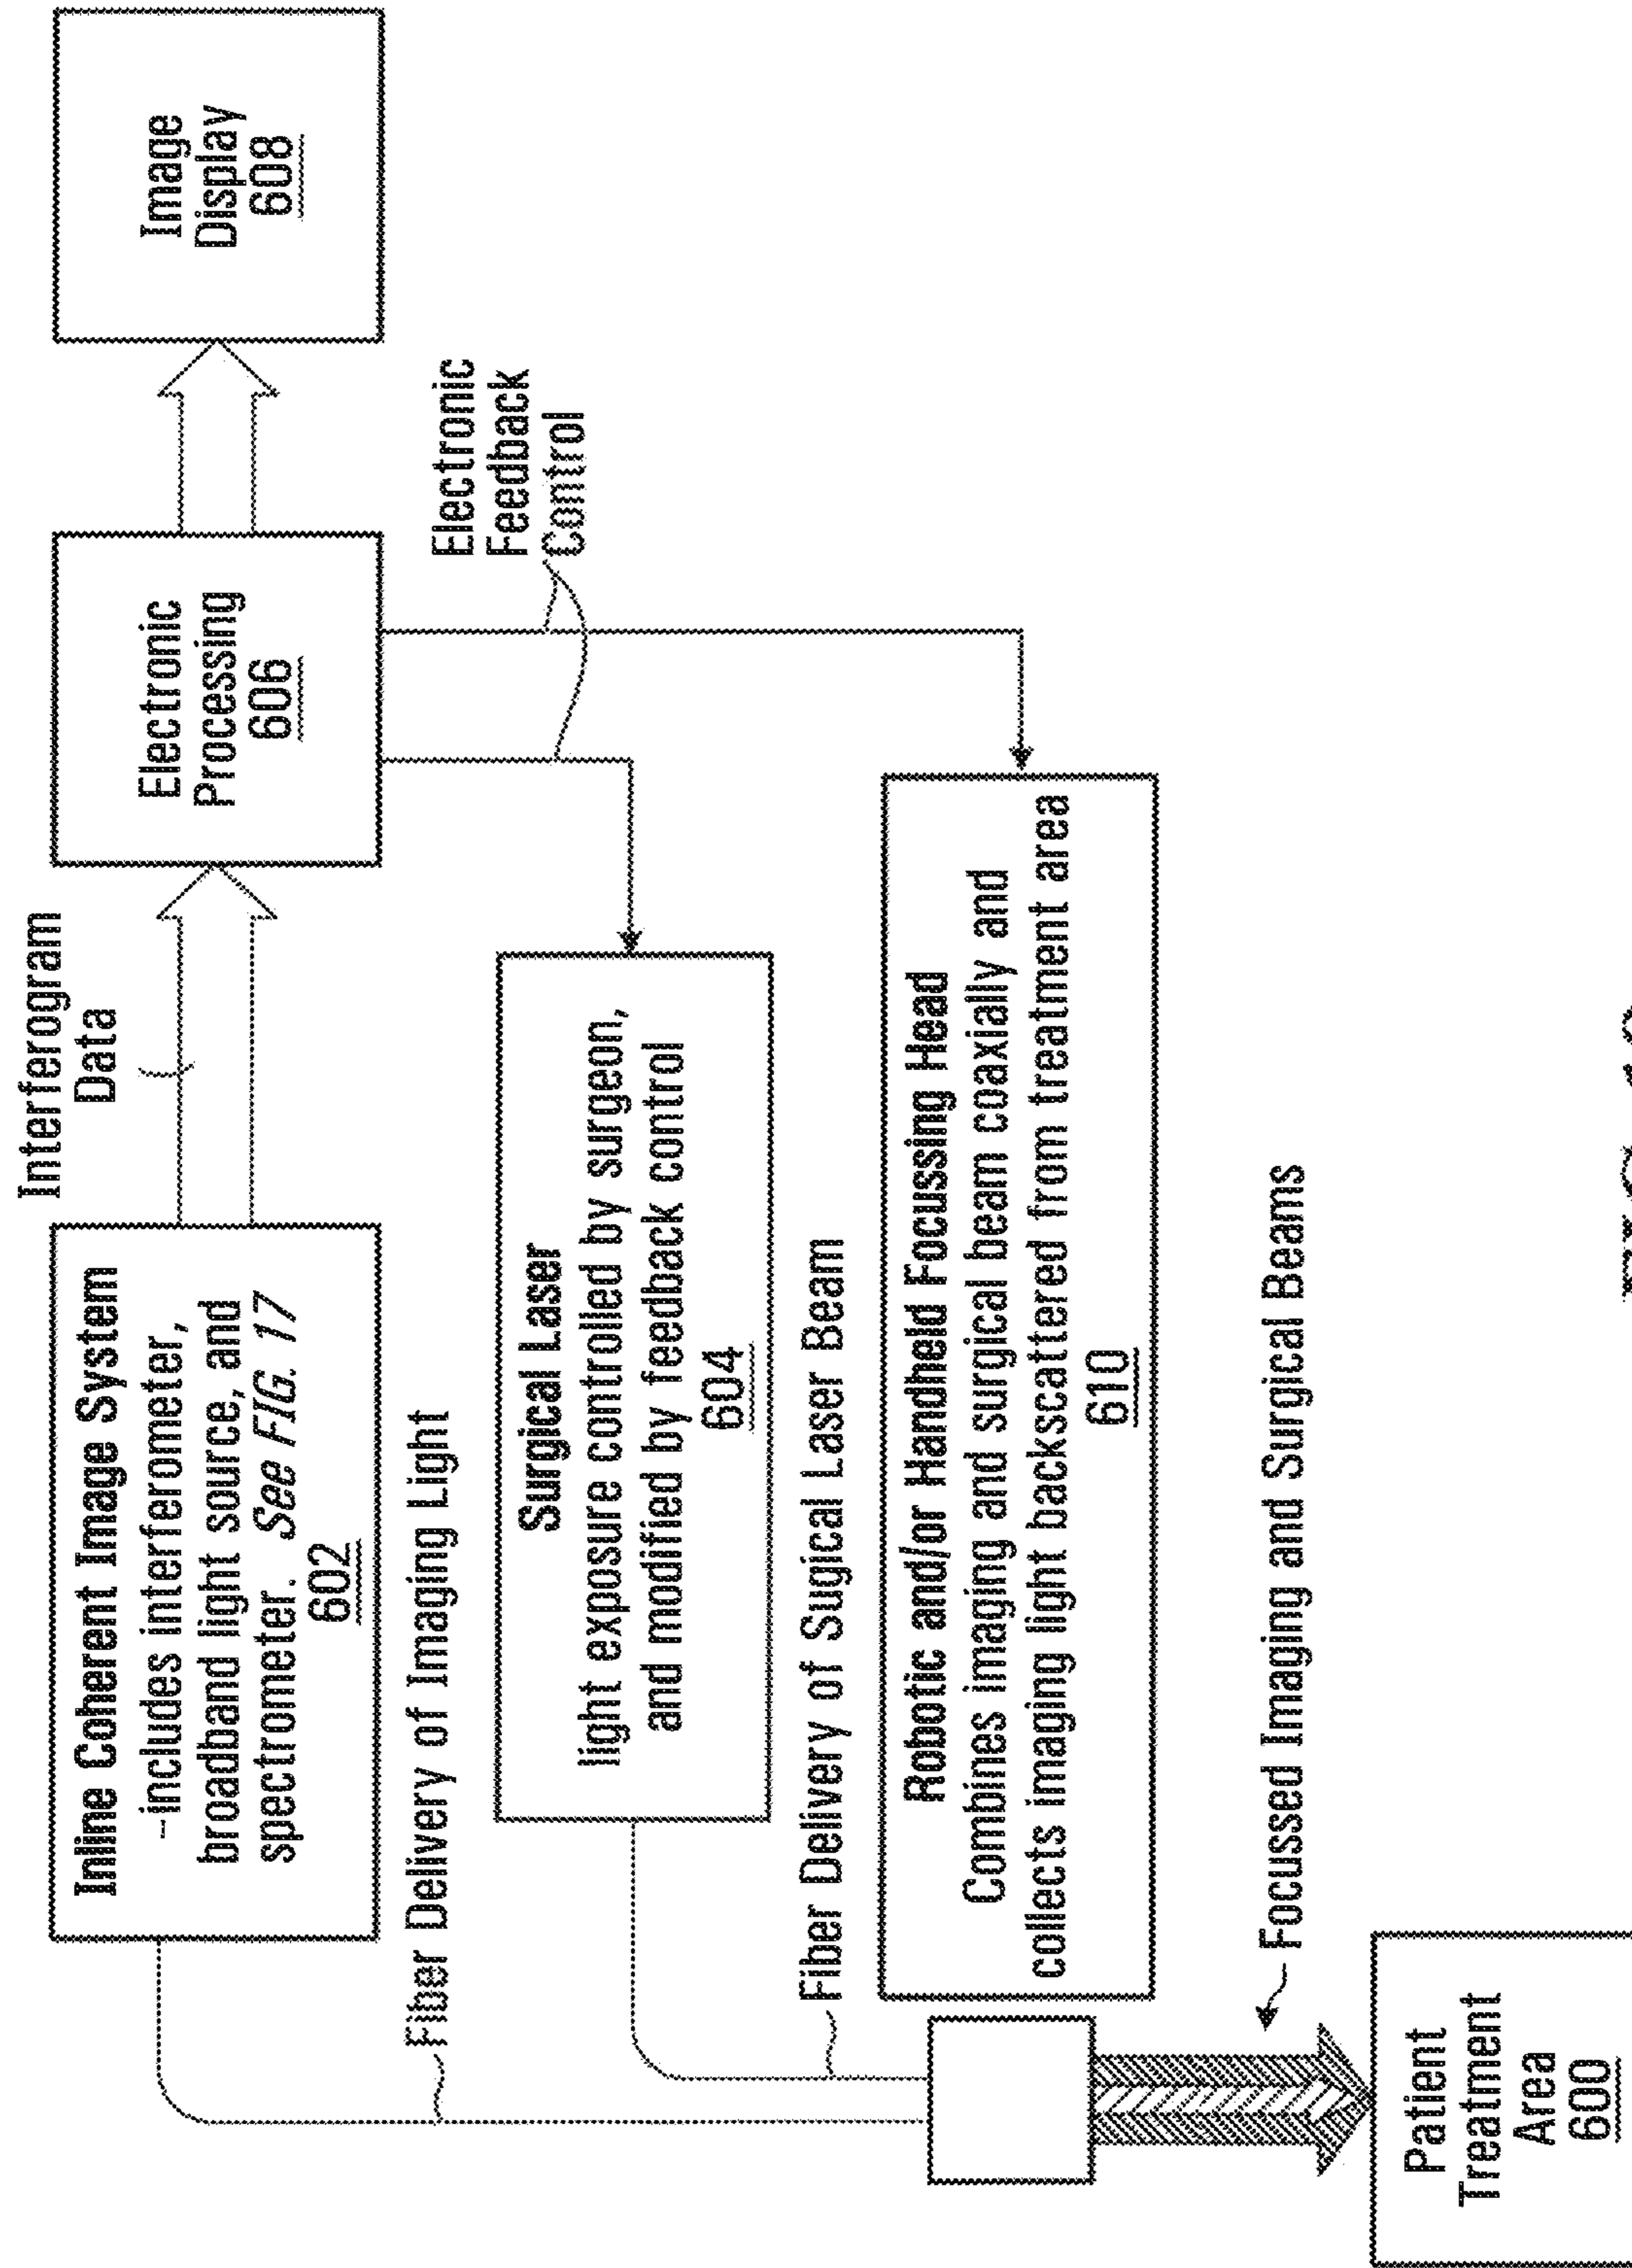 Inline Coherent Image System
-includes interferometer,
broadband light source, and
spectrometer. See FIG. 17
602
Interferogram
Data
Electronic
Processing
606
Image
Display
608
Electronic
Feedback
Control
Fiber Delivery of Imaging Light
Surgical Laser
light exposure controlled by surgeon,
and modified by feedback control
604
Fiber Delivery of Sugical Laser Beam
Robotic and/or Handheld Focussing Head
Combines imaging and surgical beam coaxially and
collects imaging light backscattered from treatment area
610
Focussed Imaging and Surgical Beams
Patient
Treatment
Area
600